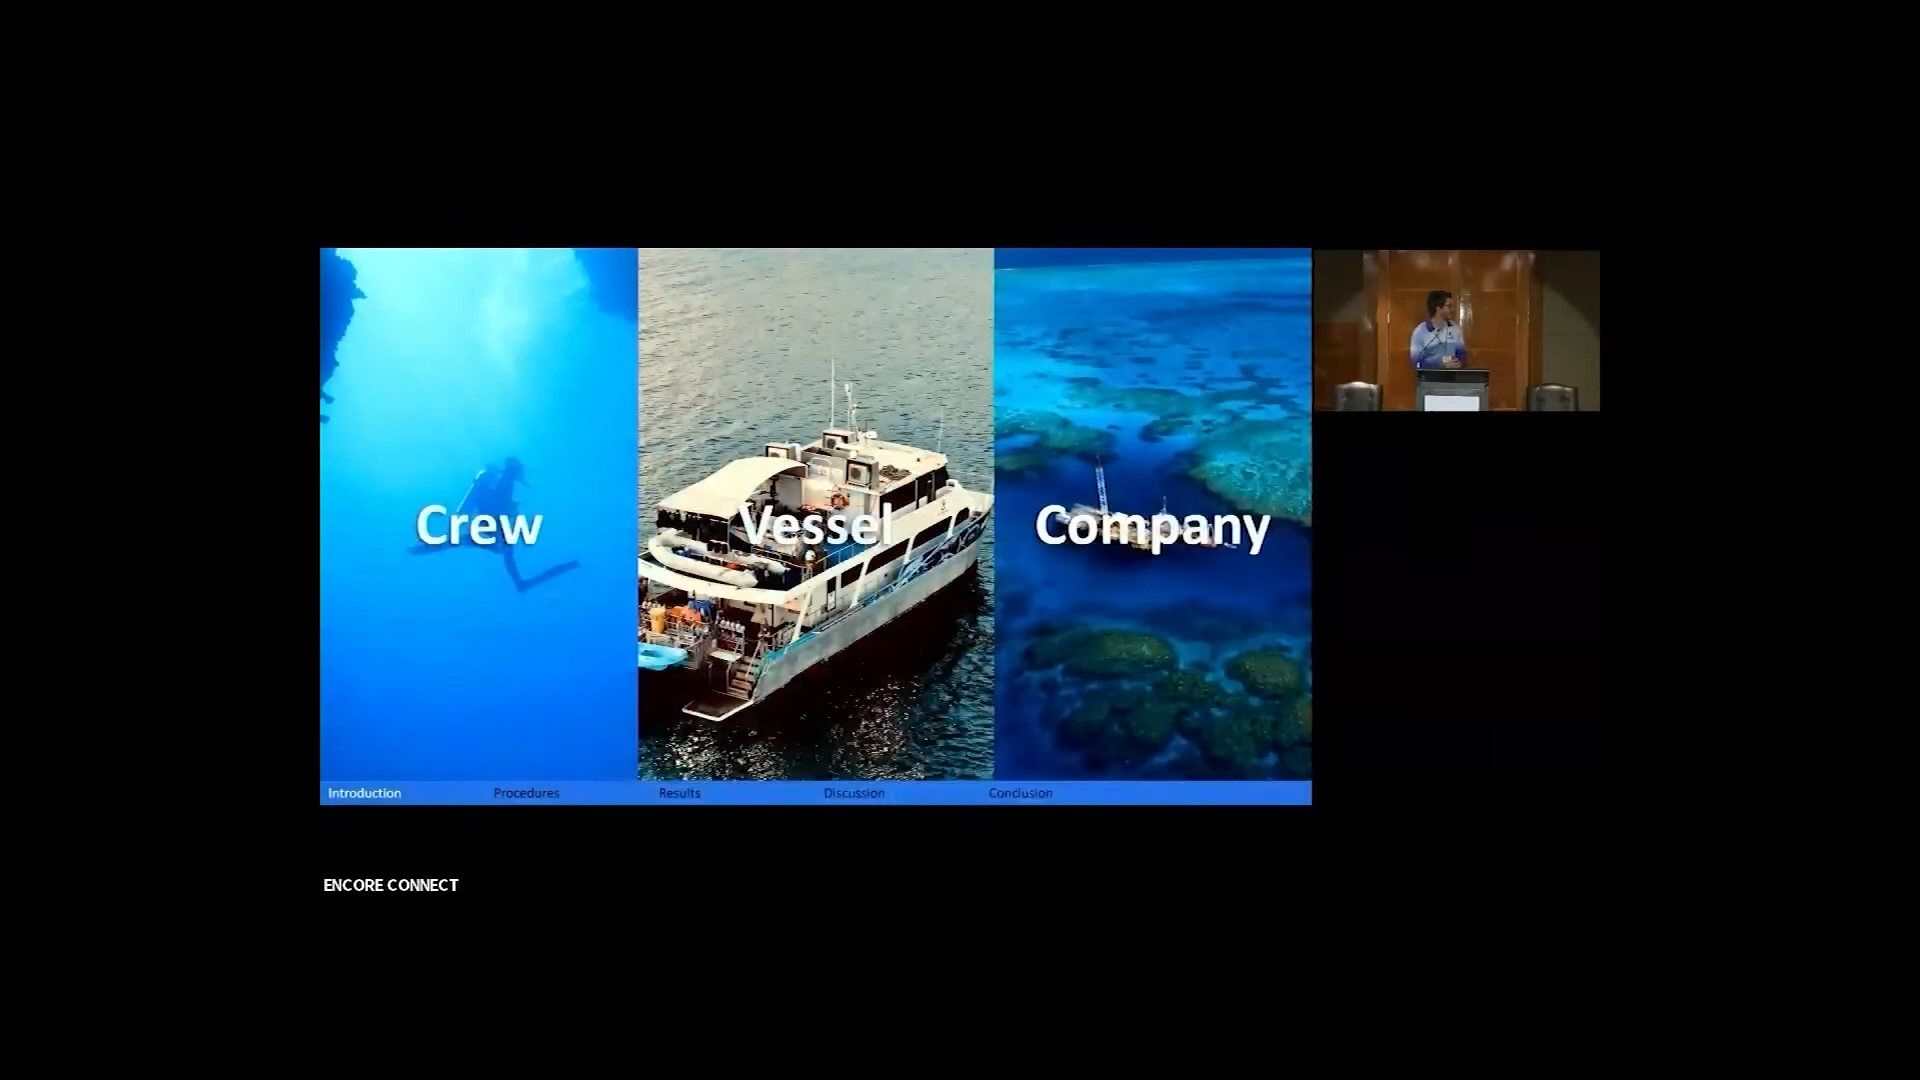 Crew
Vessel
Company
Introduction
Procedures
Results
Discussion
Conclusion
ENCORE CONNECT